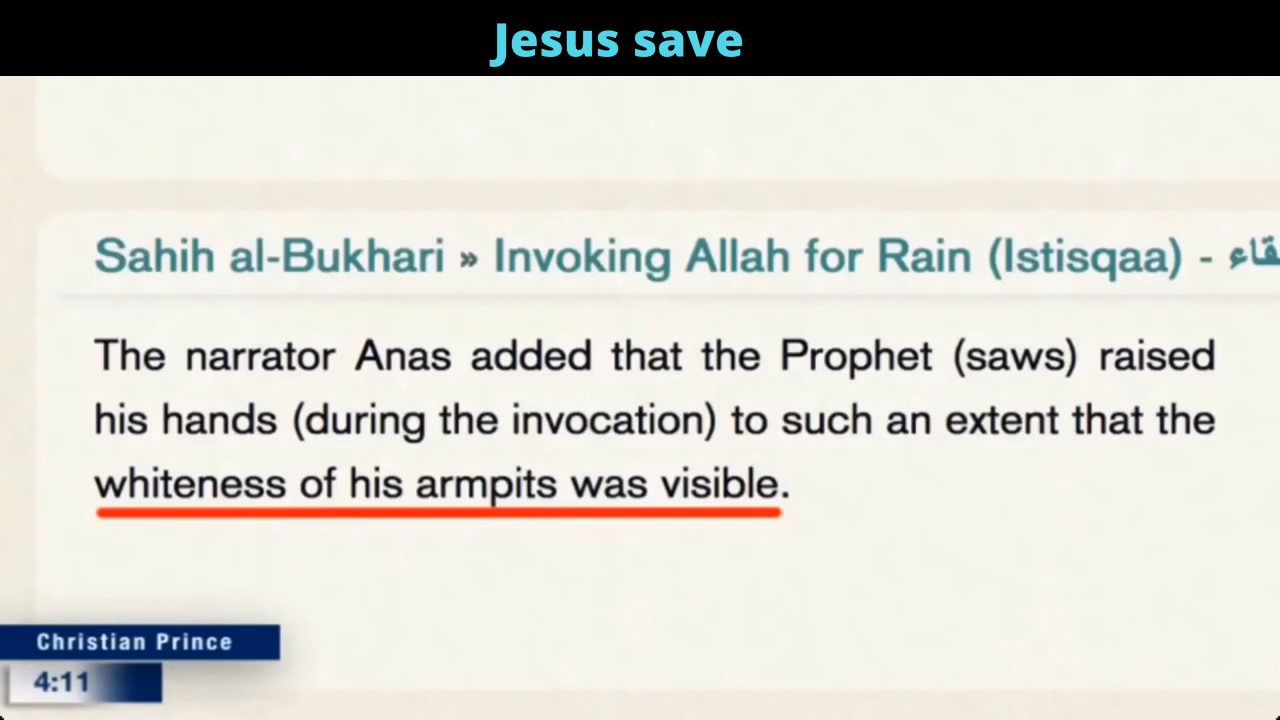 Jesus save
Sahih al-Bukhari » Invoking Allah for Rain (Istisqaa) -
The narrator Anas added that the Prophet (saws) raised
his hands (during the invocation) to such an extent that the
whiteness of his armpits was visible.
Christian Prince
4:11